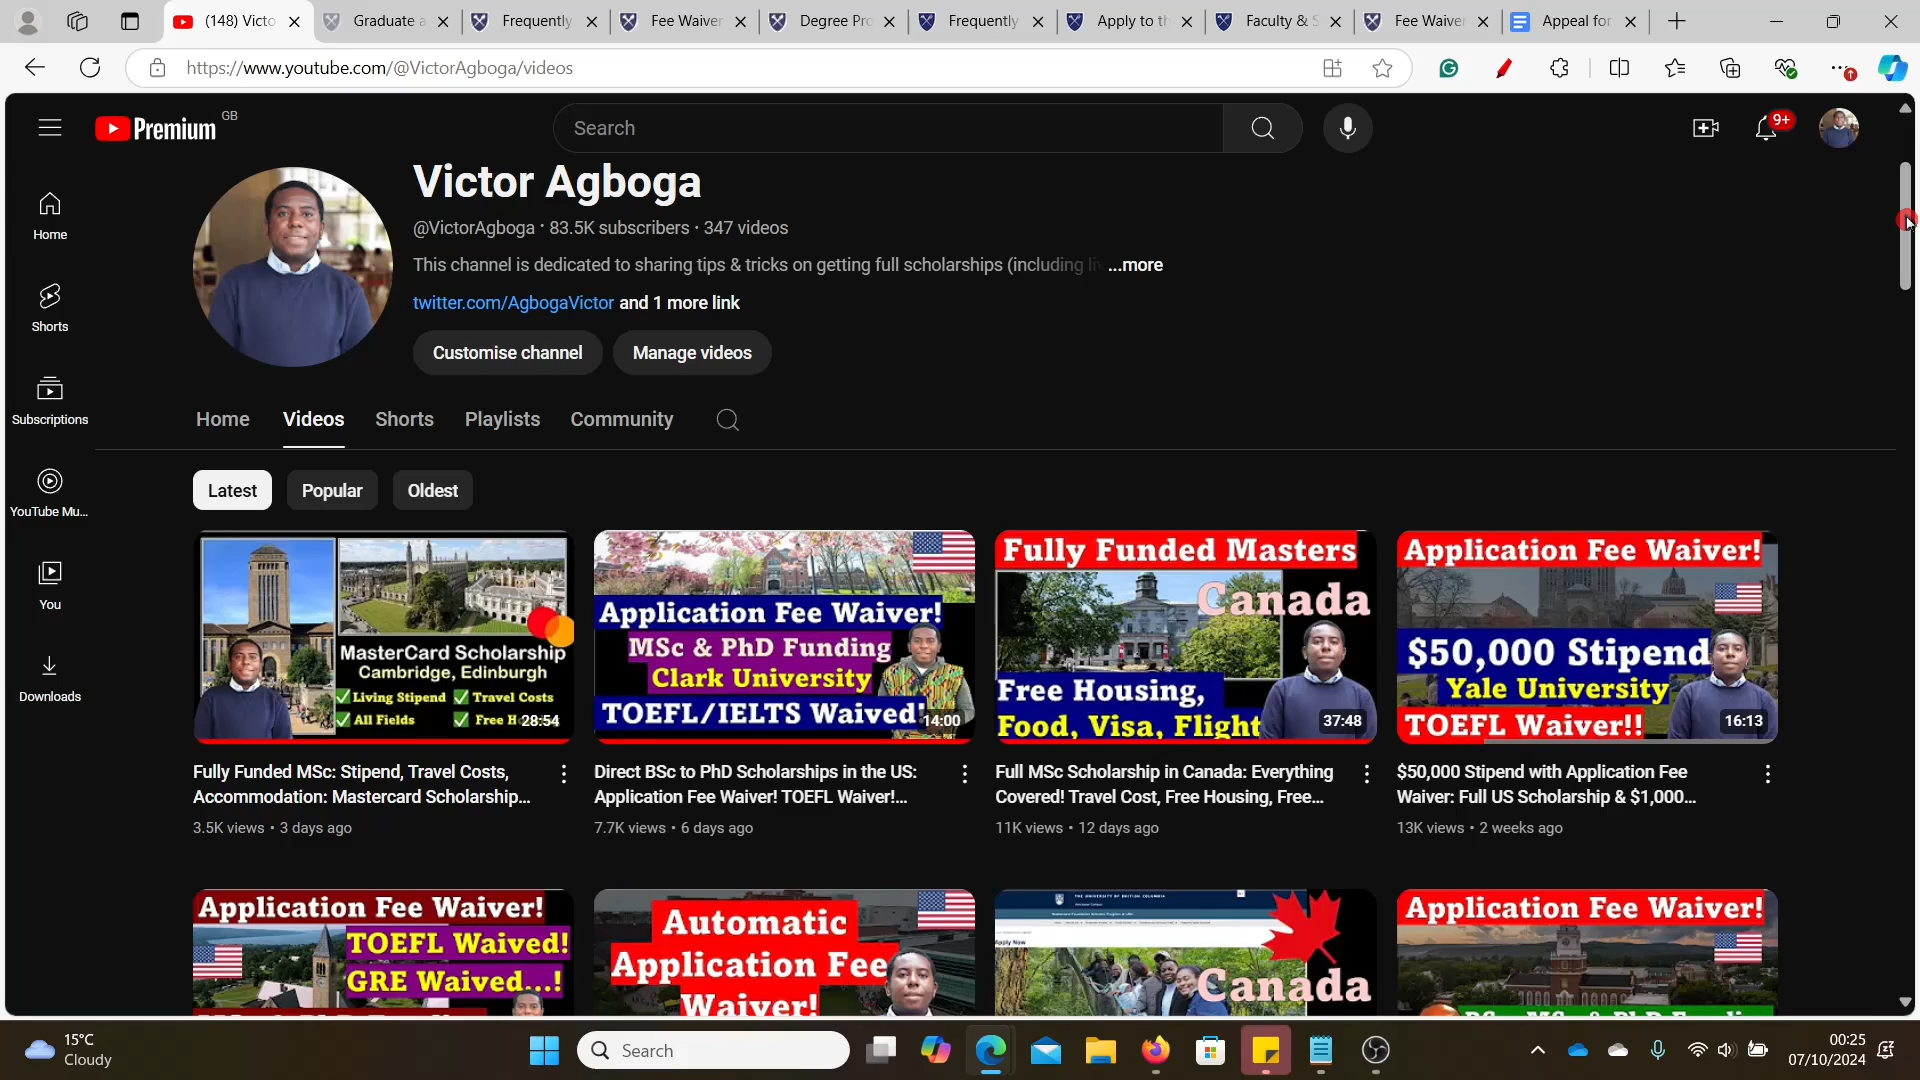 (148) Victo
Graduate a
Frequently
Fee Waiver
Degree Pro
Frequently
Apply to th
Faculty & S
Fee Waiver
Appeal for
https://www.youtube.com/@VictorAgboga/videos
Premium GB
Search
9+
Victor Agboga
@VictorAgboga · 83.5K subscribers · 347 videos
This channel is dedicated to sharing tips & tricks on getting full scholarships (including li ...more
twitter.com/AgbogaVictor and 1 more link
Customise channel
Manage videos
Home
Shorts
Subscriptions
YouTube Mu...
You
Downloads
Home Videos Shorts Playlists Community
Latest Popular Oldest
MasterCard Scholarship
Cambridge, Edinburgh
Living Stipend Travel Costs
All Fields Free H
28:54
Application Fee Waiver!
MSc & PhD Funding
Clark University
TOEFL/IELTS Waived!
14:00
Fully Funded Masters
Canada
Free Housing,
Food, Visa, Flight
37:48
Application Fee Waiver!
$50,000 Stipend
Yale University
TOEFL Waiver!!
16:13
Fully Funded MSc: Stipend, Travel Costs,
Accommodation: Mastercard Scholarship...
3.5K views · 3 days ago
Direct BSc to PhD Scholarships in the US:
Application Fee Waiver! TOEFL Waiver!...
7.7K views · 6 days ago
Full MSc Scholarship in Canada: Everything
Covered! Travel Cost, Free Housing, Free...
11K views · 12 days ago
$50,000 Stipend with Application Fee
Waiver: Full US Scholarship & $1,000...
13K views · 2 weeks ago
Application Fee Waiver!
TOEFL Waived!
GRE Waived...!
Automatic
Application Fee
Waiver!
THE UNIVERSITY OF BRITISH COLUMBIA
Apply Now
Canada
Application Fee Waiver!
15°C
Cloudy
Search
00:25
07/10/2024